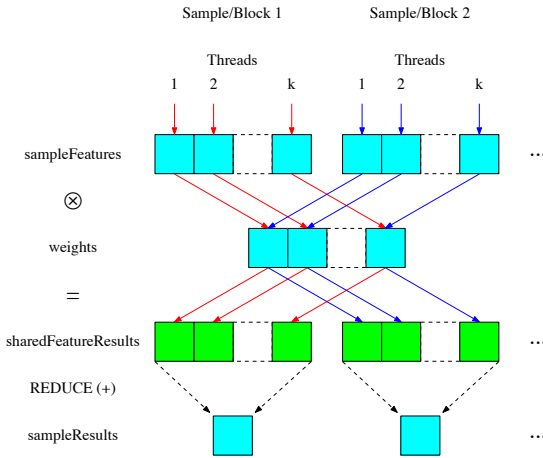 Sample/Block 1 Sample/Block 2
Threads Threads
1 2 k 1 2 k
sampleFeatures ...
⊗
weights
=
sharedFeatureResults ...
REDUCE (+)
sampleResults ...